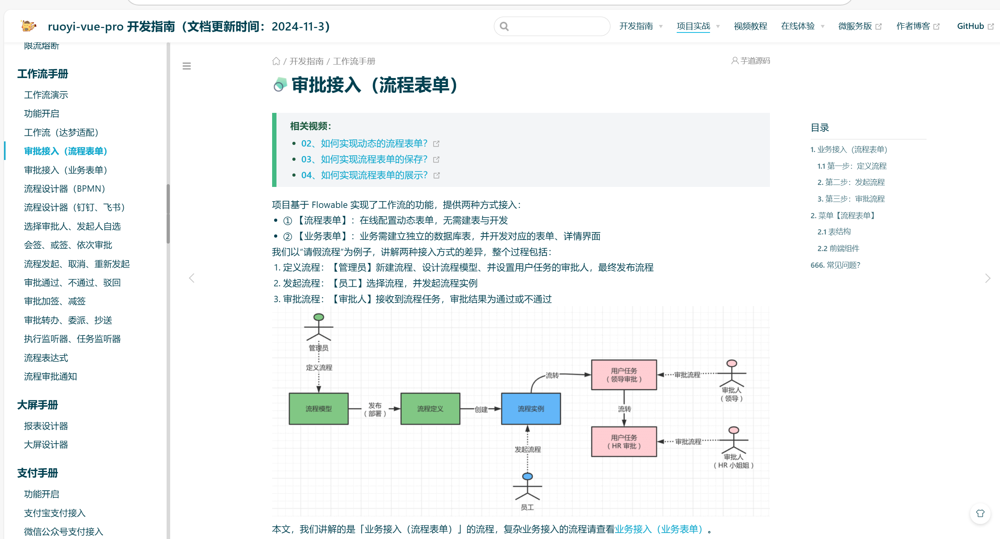 ruoyi-vue-pro 开发指南（文档更新时间：2024-11-3）
开发指南
项目实战
视频教程
在线体验
微服务版
作者博客
GitHub
限流熔断
工作流手册
工作流演示
功能开启
工作流（达梦适配）
审批接入（流程表单）
审批接入（业务表单）
流程设计器（BPMN）
流程设计器（钉钉、飞书）
选择审批人、发起人自选
会签、或签、依次审批
流程发起、取消、重新发起
审批通过、不通过、驳回
审批加签、减签
审批转办、委派、抄送
执行监听器、任务监听器
流程表达式
流程审批通知
大屏手册
报表设计器
大屏设计器
支付手册
功能开启
支付宝支付接入
微信公众号支付接入
/ 开发指南 / 工作流手册
芋道源码
审批接入（流程表单）
相关视频：
• 02、如何实现动态的流程表单？
• 03、如何实现流程表单的保存？
• 04、如何实现流程表单的展示？
项目基于 Flowable 实现了工作流的功能，提供两种方式接入：
• ① 【流程表单】：在线配置动态表单，无需建表与开发
• ② 【业务表单】：业务需建立独立的数据库表，并开发对应的表单、详情界面
我们以“请假流程”为例子，讲解两种接入方式的差异，整个过程包括：
1. 定义流程：【管理员】新建流程、设计流程模型、并设置用户任务的审批人，最终发布流程
2. 发起流程：【员工】选择流程，并发起流程实例
3. 审批流程：【审批人】接收到流程任务，审批结果为通过或不通过
管理员
定义流程
流程模型
发布
（部署）
流程定义
创建
流程实例
流转
用户任务
（领导审批）
审批流程
审批人
（领导）
流转
用户任务
（HR 审批）
审批流程
审批人
（HR 小姐姐）
发起流程
员工
本文，我们讲解的是「业务接入（流程表单）」的流程，复杂业务接入的流程请查看业务接入（业务表单）。
目录
1. 业务接入（流程表单）
1.1 第一步：定义流程
2. 第二步：发起流程
3. 第三步：审批流程
2. 菜单【流程表单】
2.1 表结构
2.2 前端组件
666. 常见问题？